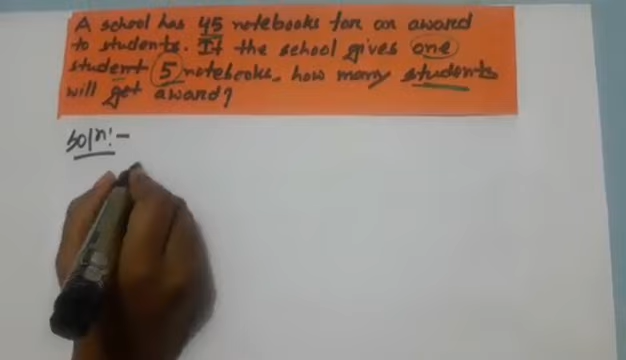 A school has 45 notebooks for an award
to students. If the school gives one
student 5 notebooks, how many students
will get award?
Soln:-